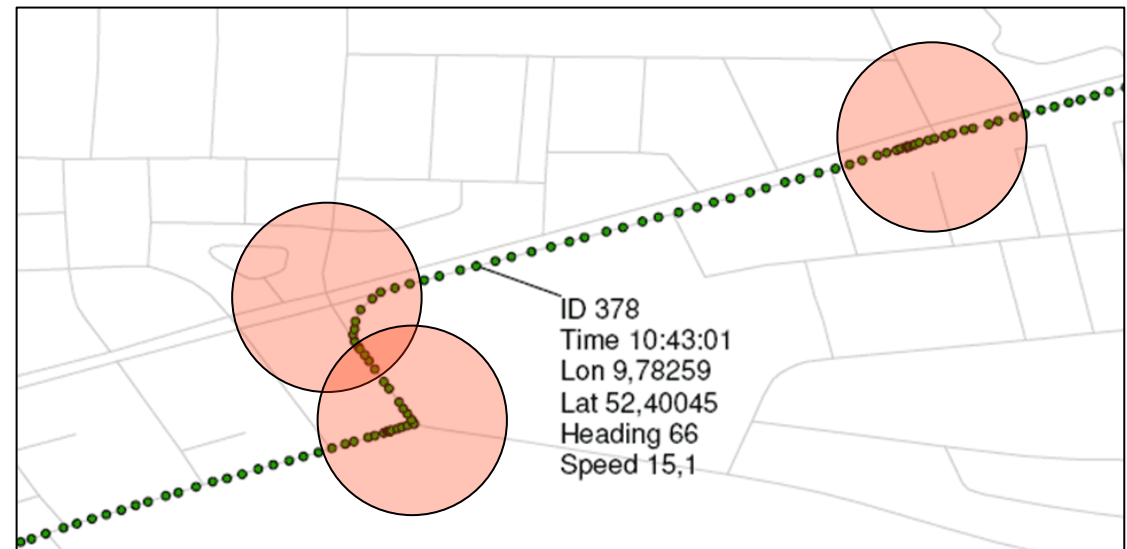 ID 378
Time 10:43:01
Lon 9,78259
Lat 52,40045
Heading 66
Speed 15,1